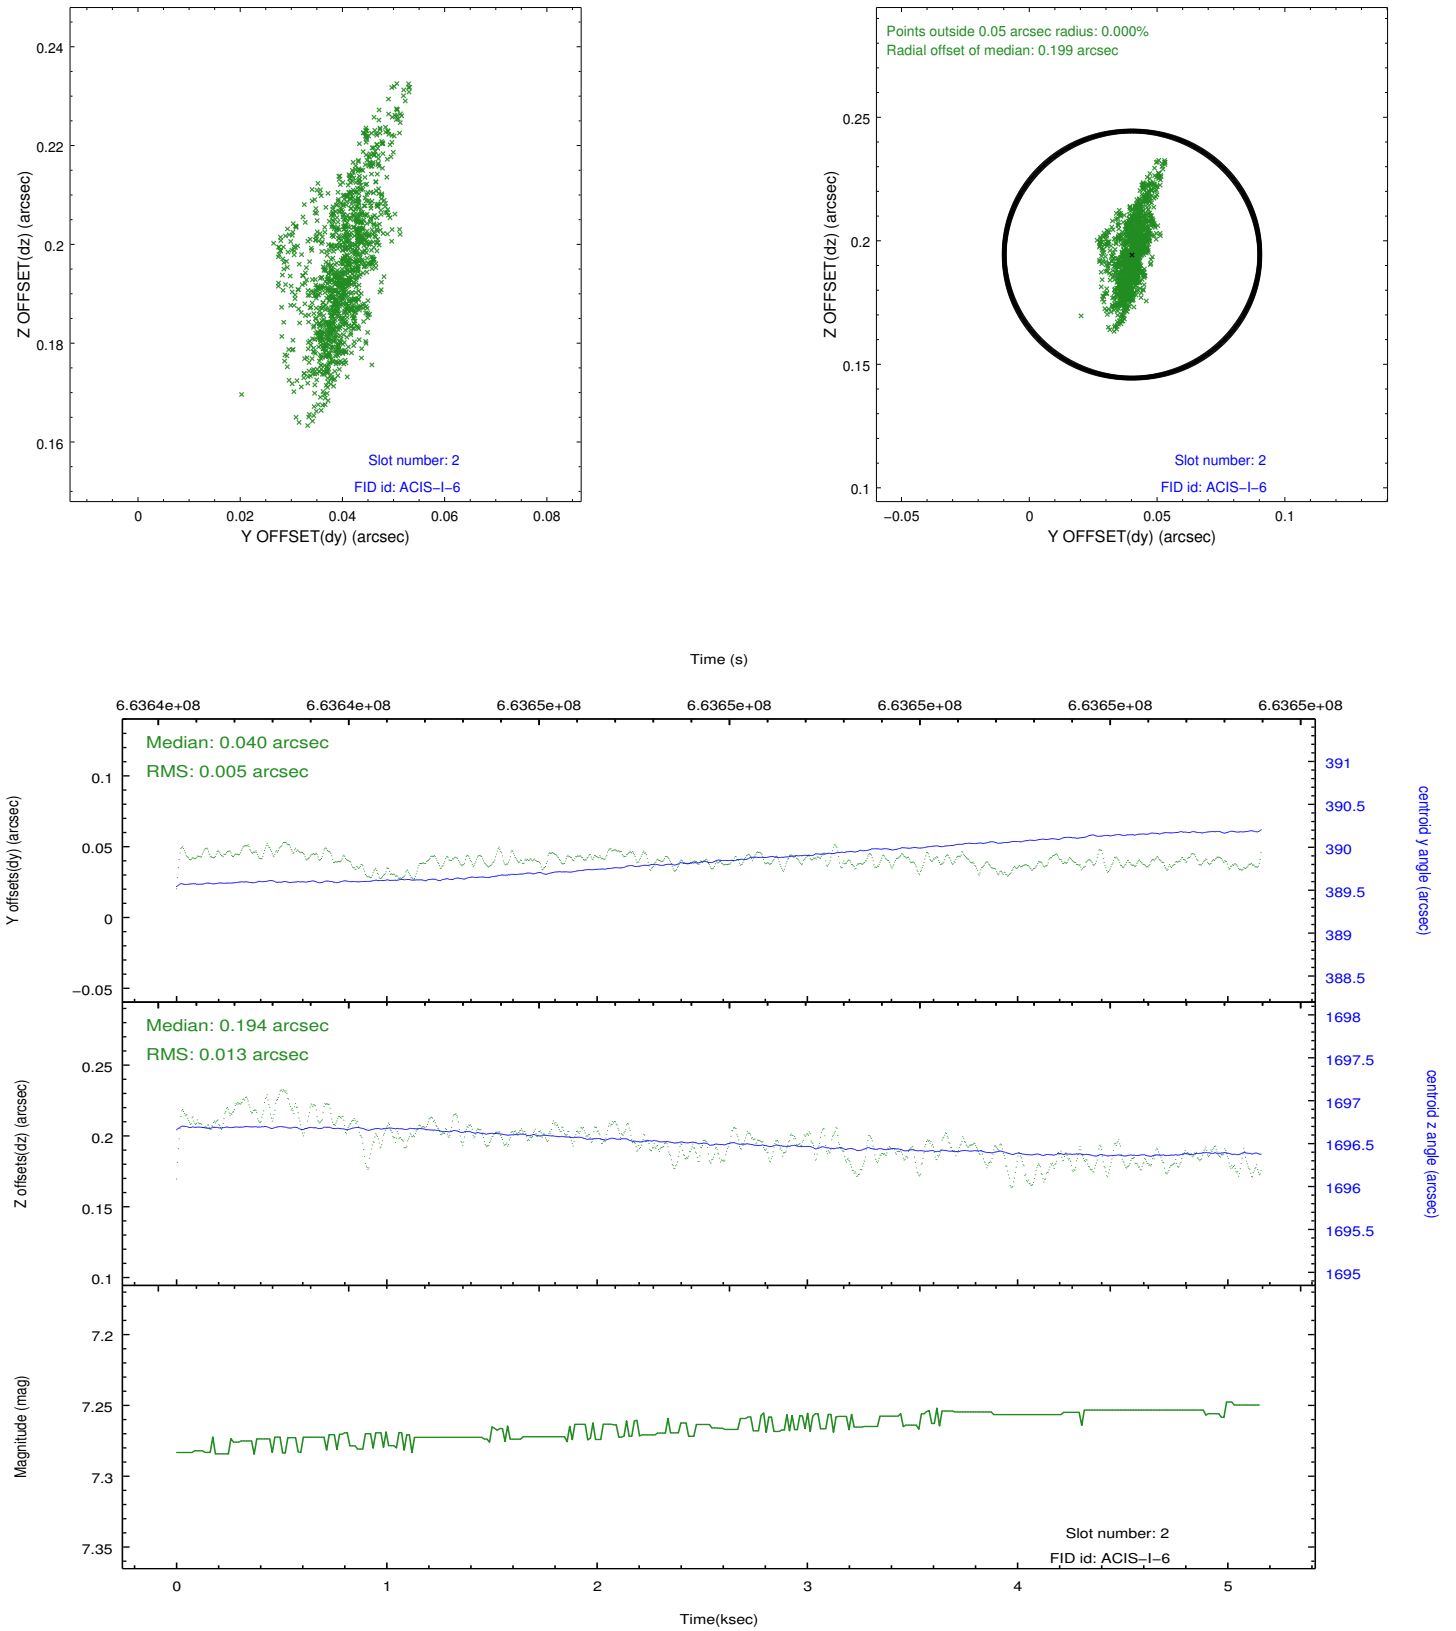 0.24
0.22
0.2
0.18
0.16
Z OFFSET(dz) (arcsec)
Slot number: 2
FID id: ACIS−I−6
0
0.02
0.04
0.06
0.08
Y OFFSET(dy) (arcsec)
Points outside 0.05 arcsec radius: 0.000%
Radial offset of median: 0.199 arcsec
0.25
0.2
0.15
0.1
Z OFFSET(dz) (arcsec)
Slot number: 2
FID id: ACIS−I−6
−0.05
0
0.05
0.1
Y OFFSET(dy) (arcsec)
Time (s)
6.6364e+08
6.6364e+08
6.6365e+08
6.6365e+08
6.6365e+08
6.6365e+08
6.6365e+08
Median: 0.040 arcsec
RMS: 0.005 arcsec
0.1
0.05
0
−0.05
Y offsets(dy) (arcsec)
391
390.5
390
389.5
389
388.5
centroid y angle (arcsec)
Median: 0.194 arcsec
RMS: 0.013 arcsec
0.25
0.2
0.15
0.1
Z offsets(dz) (arcsec)
1698
1697.5
1697
1696.5
1696
1695.5
1695
centroid z angle (arcsec)
7.2
7.25
7.3
7.35
Magnitude (mag)
Slot number: 2
FID id: ACIS−I−6
0
1
2
3
4
5
Time(ksec)